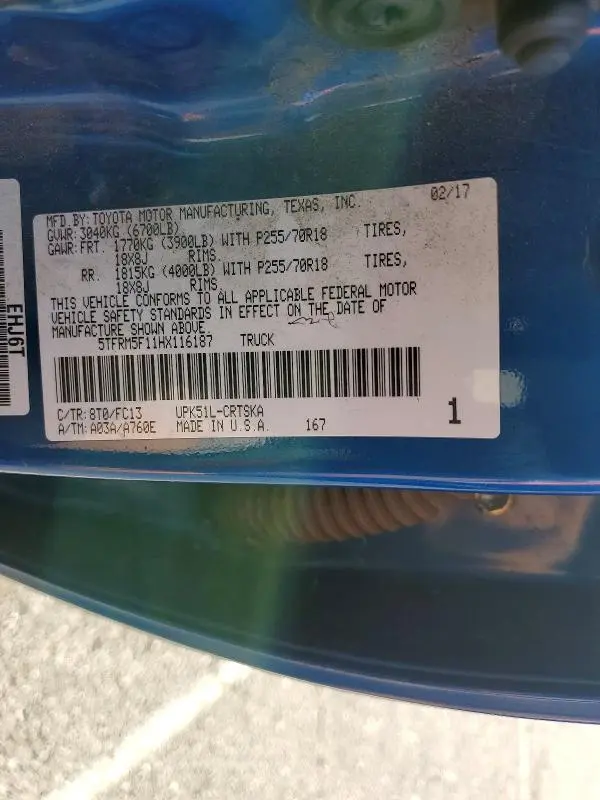 MFD.BY:TOYOTA MOTOR MANUFACTURING, TEXAS, INC. 02/17
GVWR:3040KG (6700LB)
GAWR:FRT. 1770KG (3900LB) WITH P255/70R18 TIRES,
18X8J RIMS,
RR. 1815KG (4000LB) WITH P255/70R18 TIRES,
18X8J RIMS,
THIS VEHICLE CONFORMS TO ALL APPLICABLE FEDERAL MOTOR
VEHICLE SAFETY STANDARDS IN EFFECT ON THE DATE OF
MANUFACTURE SHOWN ABOVE.
5TFRM5F11HX116187 TRUCK
C/TR:8T0/FC13 UPK51L-CRTSKA
A/TM:A03A/A760E MADE IN U.S.A. 167 1
EHJ6T